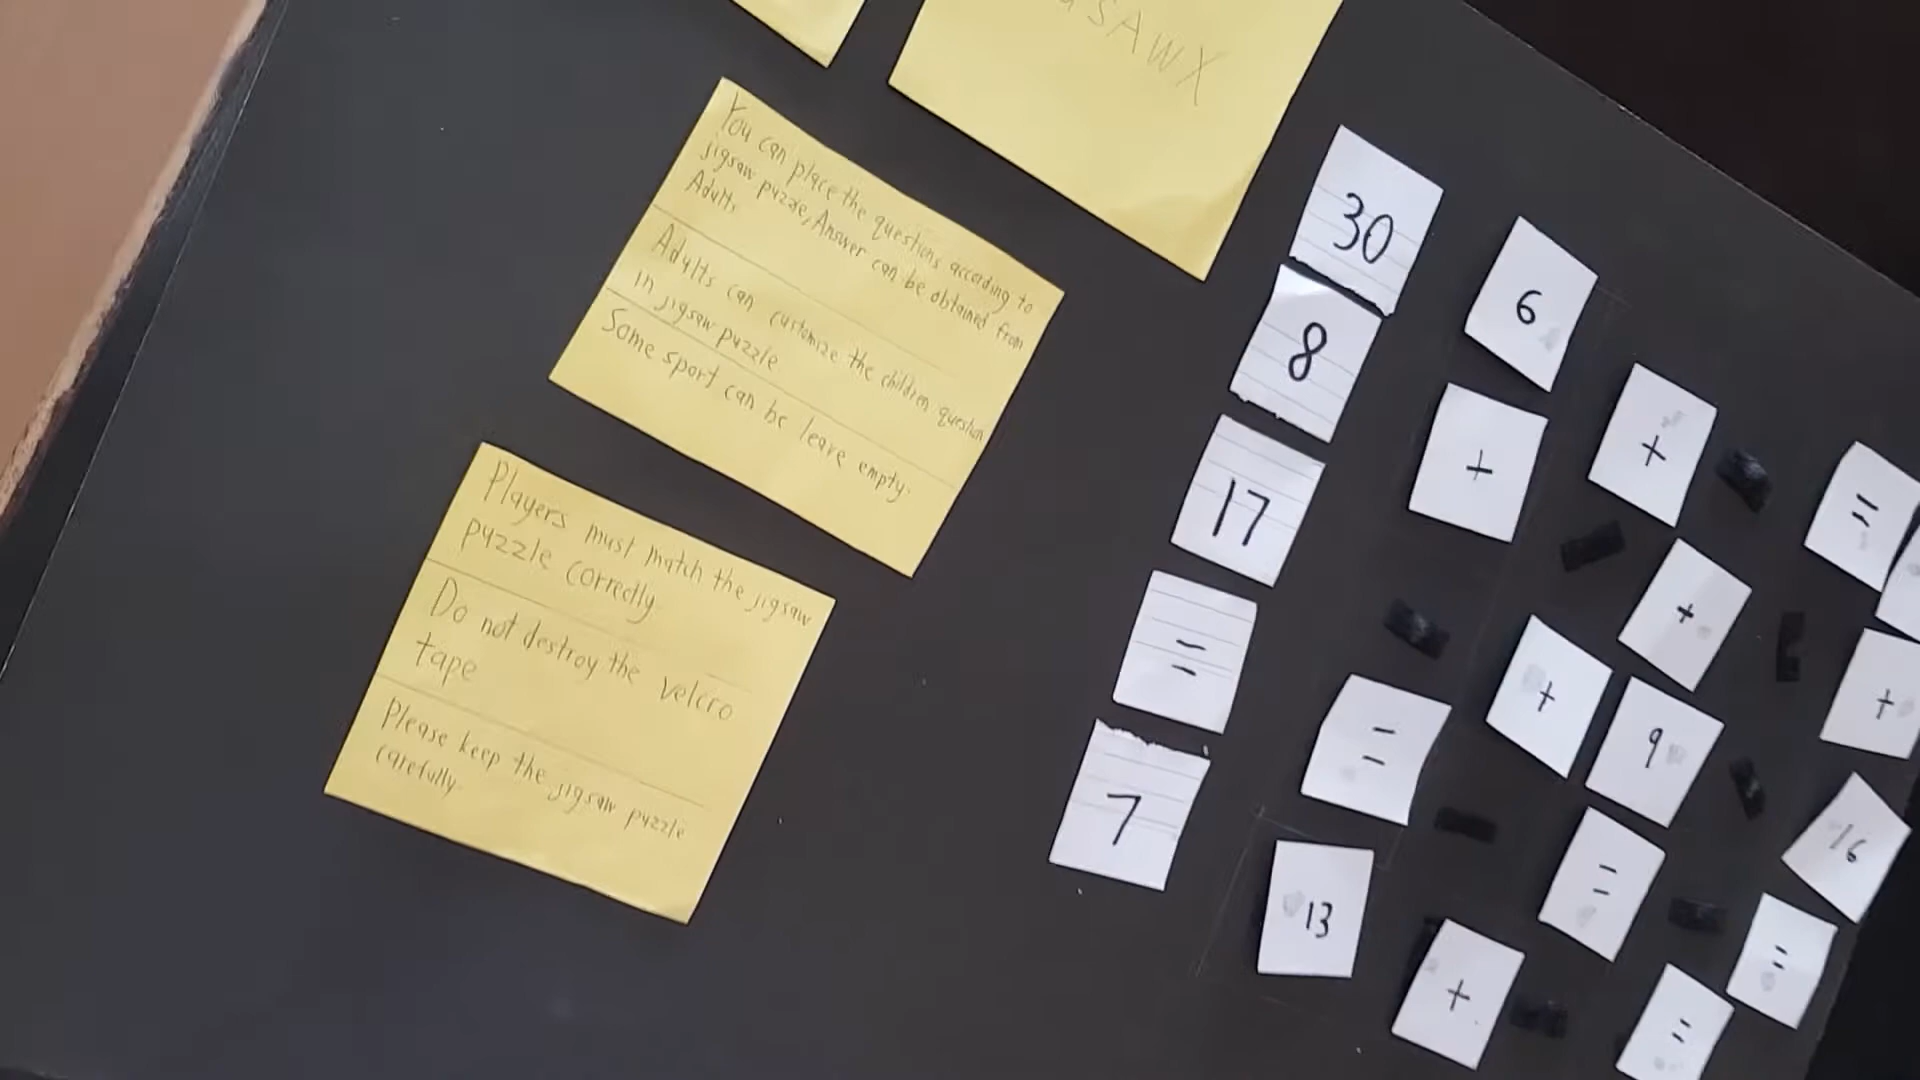 SAWX
You can place the questions according to
jigsaw puzzle, Answer can be obtained from
Adults
Adults can customize the children question
in jigsaw puzzle
Some sport can be leave empty.
Players must match the jigsaw
puzzle correctly
Do not destroy the velcro
tape
Please keep the jigsaw puzzle
carefully.
30
8
17
=
7
6
+
+
=
+
+
9
+
=
16
=
13
+
=
=